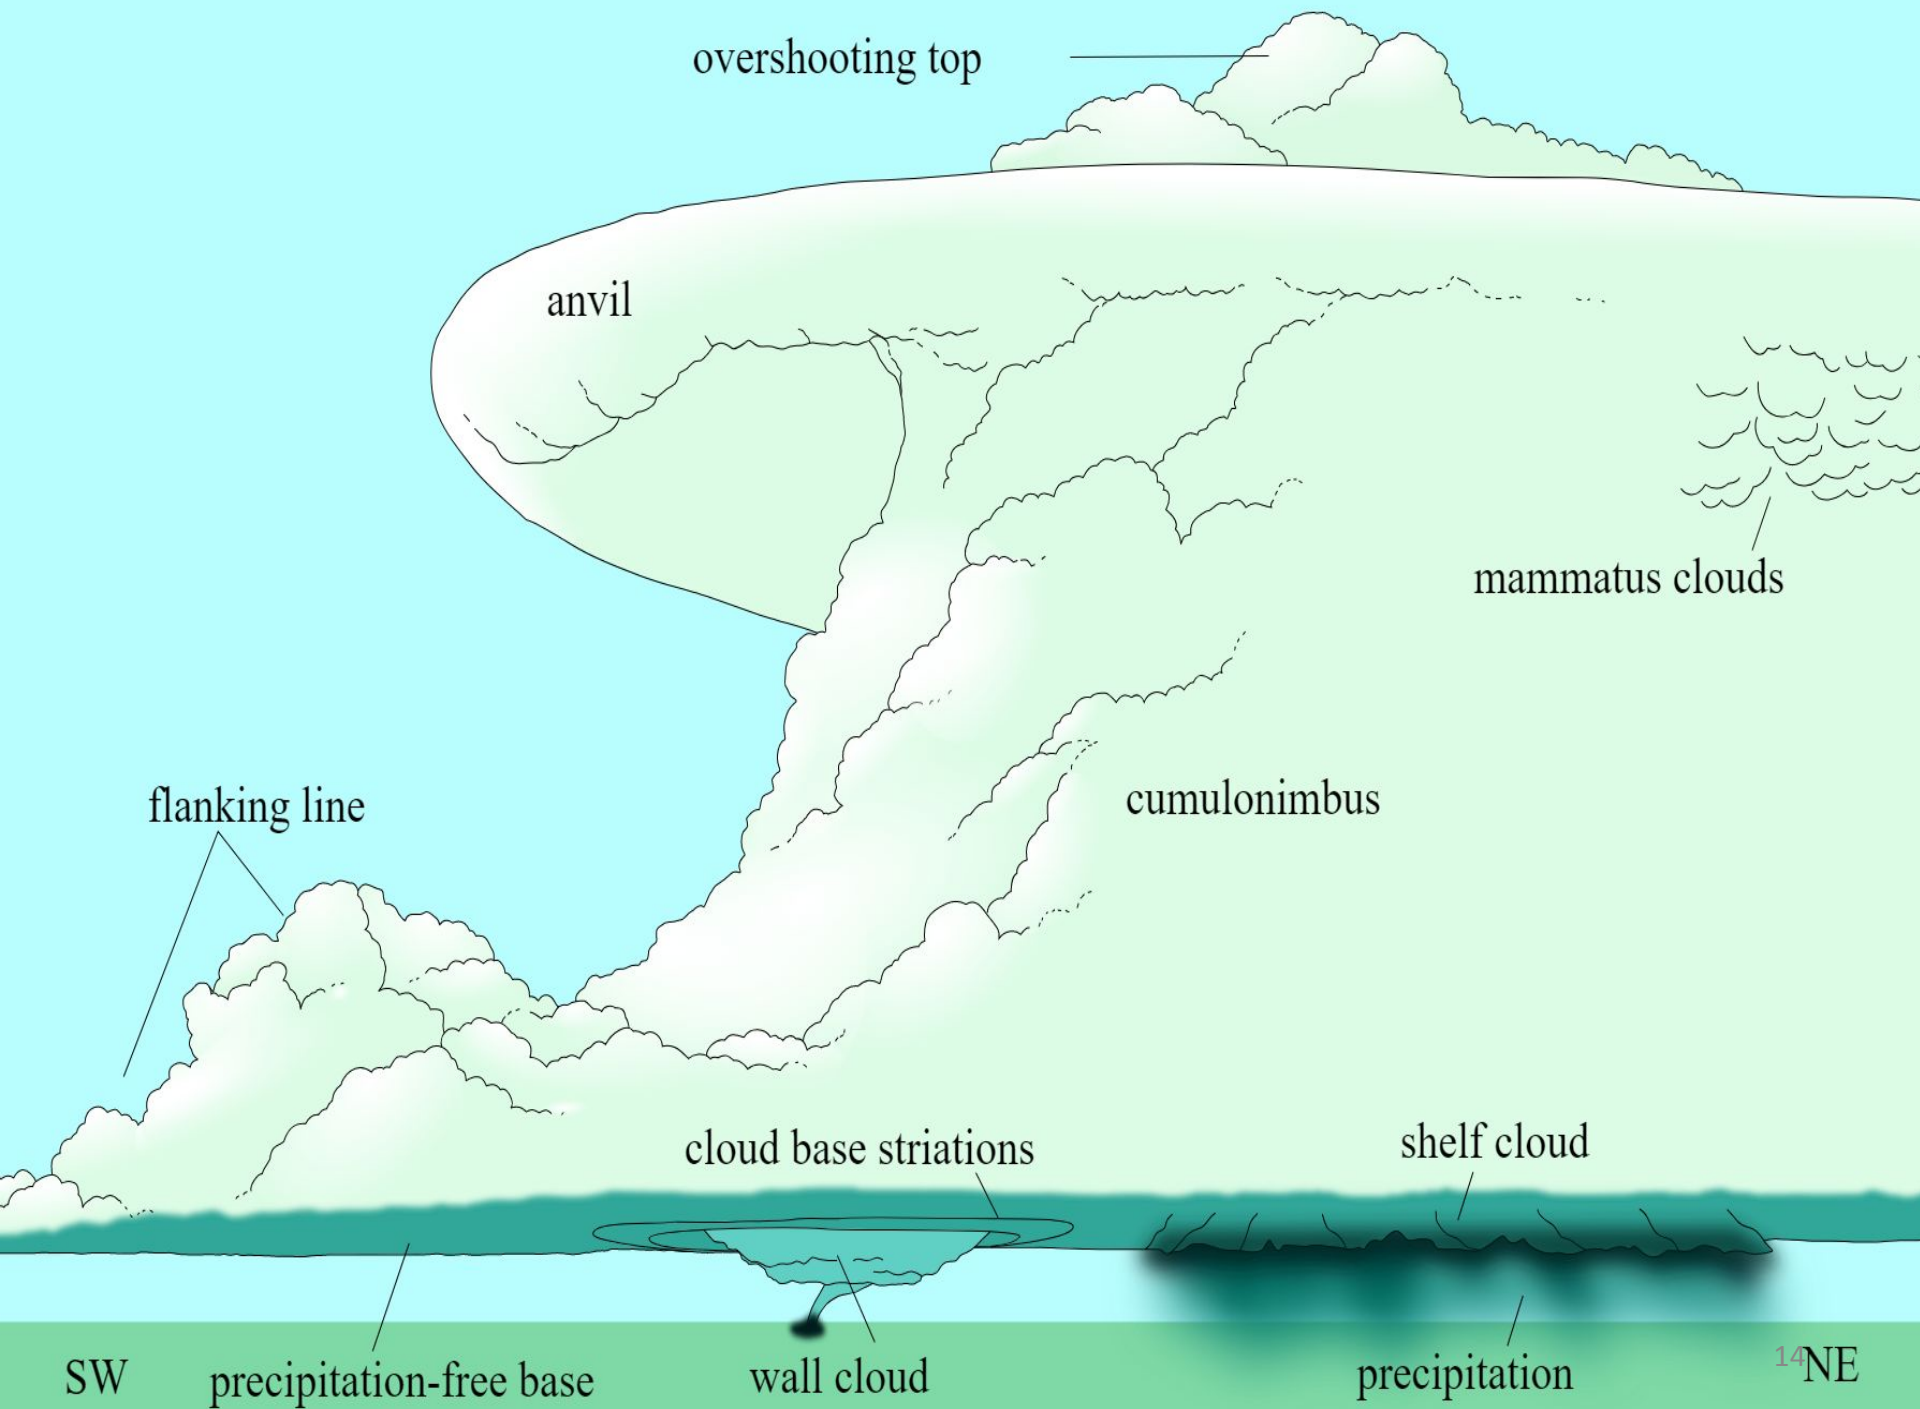 overshooting top
anvil
mammatus clouds
flanking line
cumulonimbus
cloud base striations
shelf cloud
SW
precipitation-free base
wall cloud
precipitation
14
NE